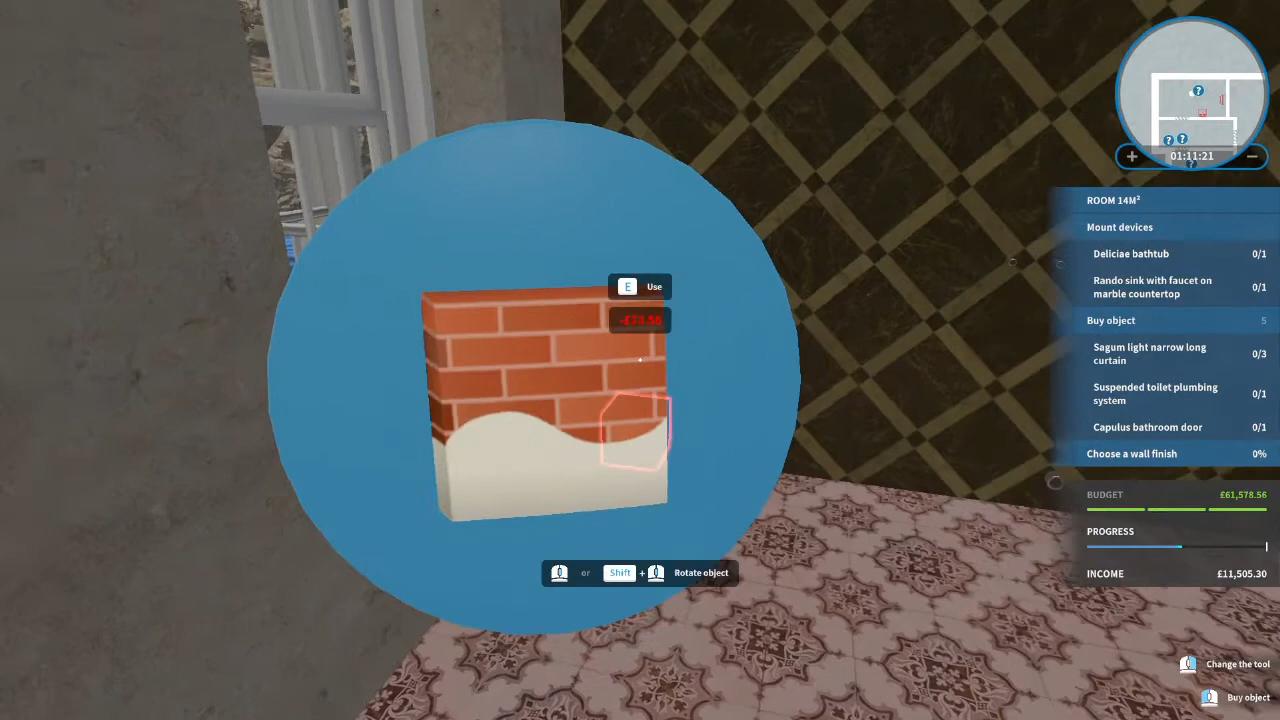 ?
?
? ?
+ 01:11:21 −
?
ROOM 14M²
Mount devices
Deliciae bathtub 0/1
Rando sink with faucet on
marble countertop 0/1
Buy object 5
Sagum light narrow long
curtain 0/3
Suspended toilet plumbing
system 0/1
Capulus bathroom door 0/1
Choose a wall finish 0%
BUDGET £61,578.56
PROGRESS
INCOME £11,505.30
E Use
-£73.56
or Shift + Rotate object
Change the tool
Buy object